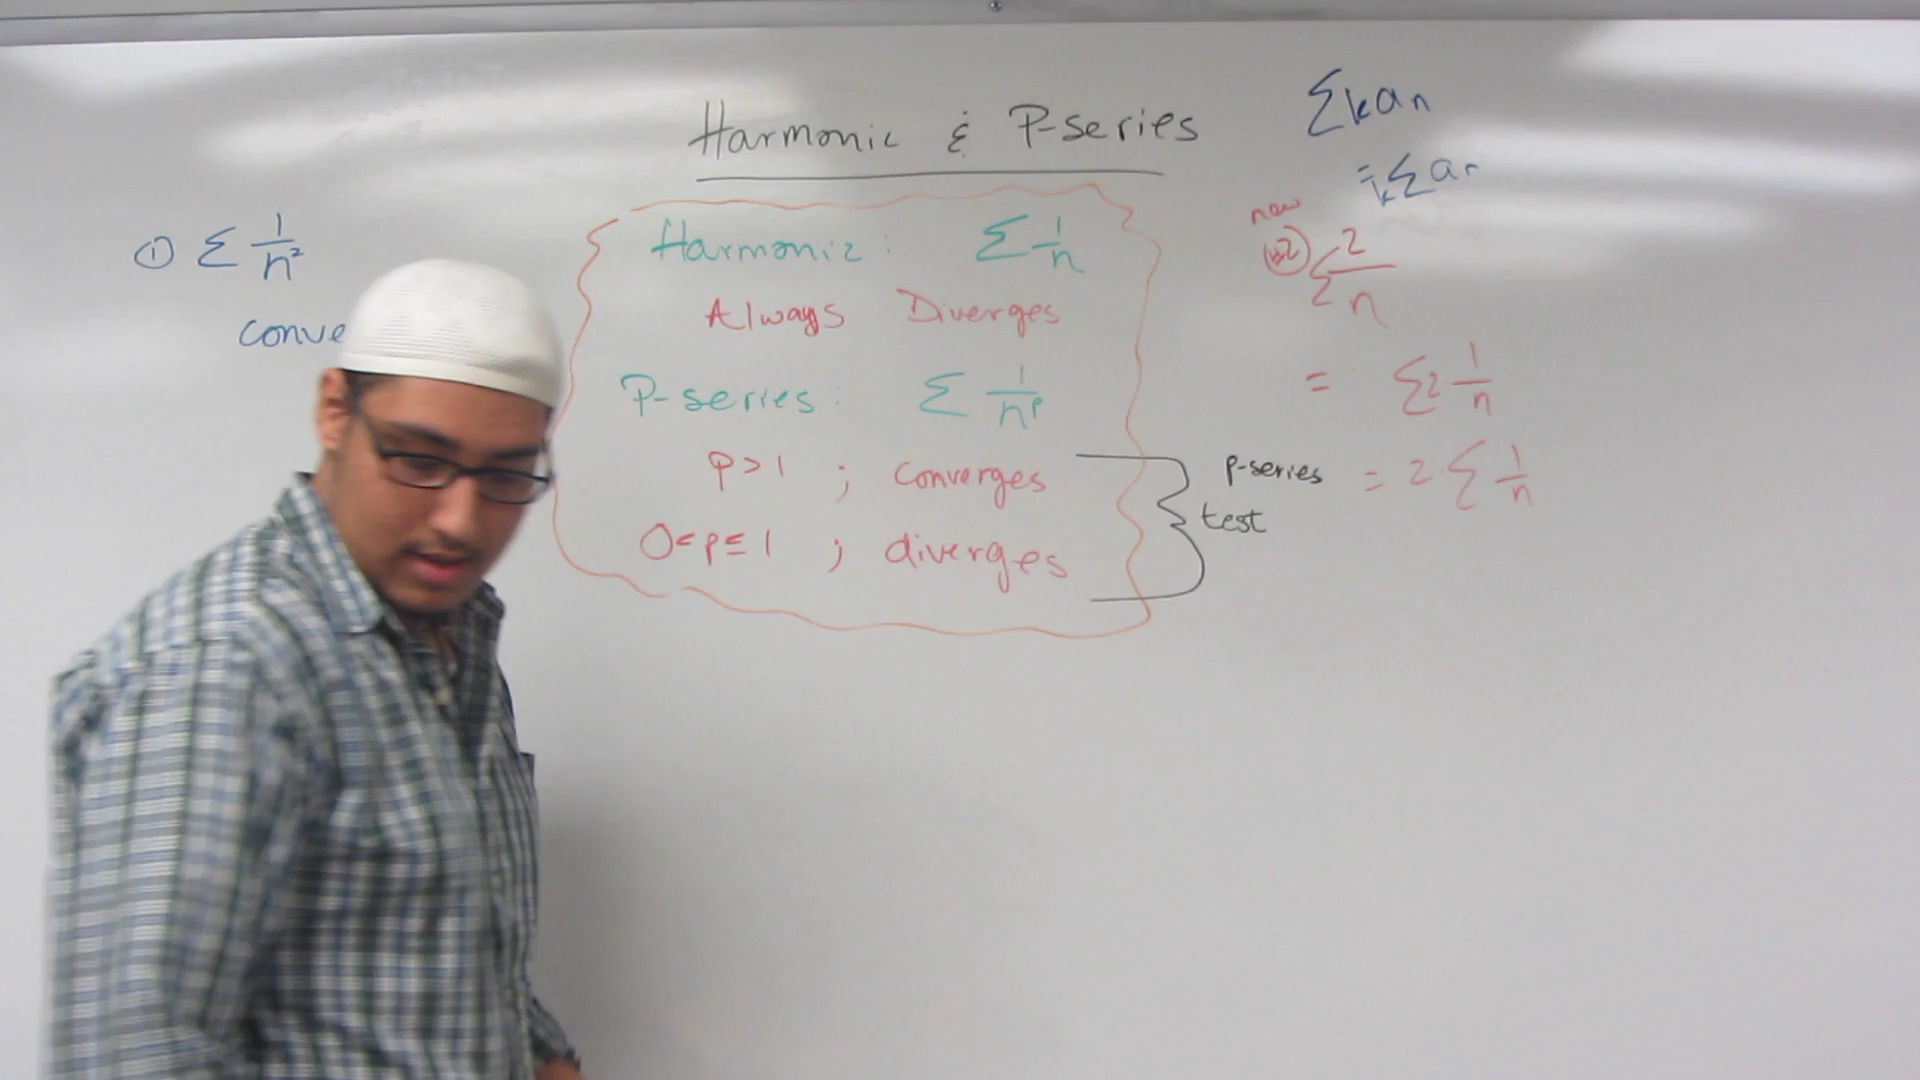 Harmonic & P-series
① Σ 1/n²
conve
Harmonic: Σ 1/n
Always Diverges
P-series: Σ 1/nᵖ
P>1 ; converges
0<p≤1 ; diverges
p-series
test
Σkan
=kΣan
new
② Σ 2/n
= Σ2 1/n
= 2 Σ 1/n